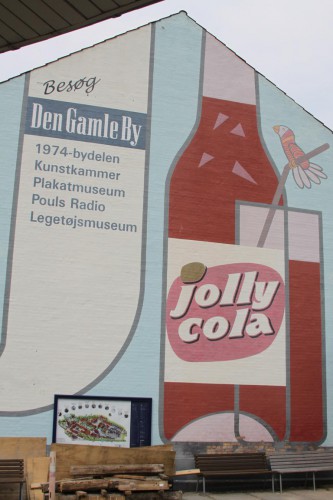 Besøg
Den Gamle By
1974-bydelen
Kunstkammer
Plakatmuseum
Pouls Radio
Legetøjsmuseum
jolly
cola